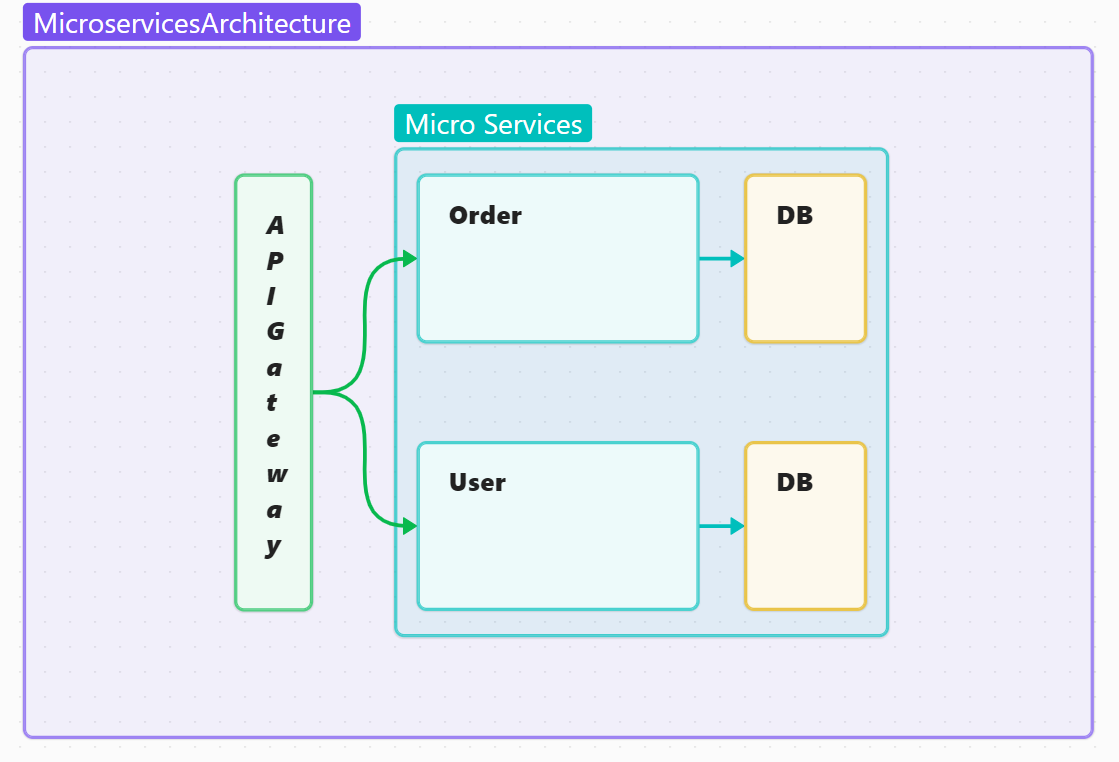 MicroservicesArchitecture
Micro Services
A
P
I
G
a
t
e
w
a
y
Order
DB
User
DB